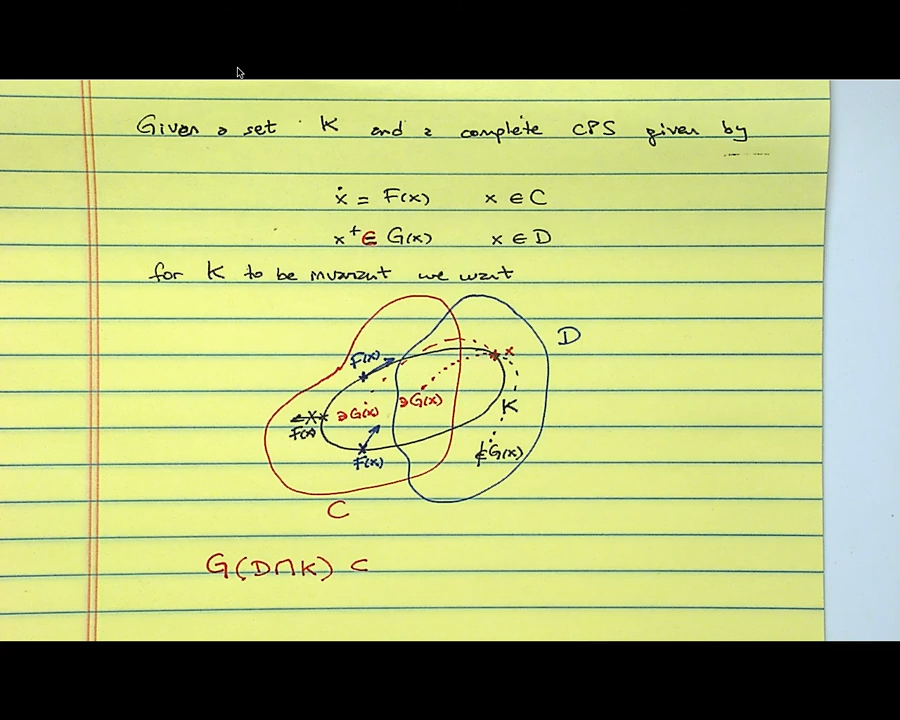 Given a set K and a complete CPS given by
ẋ = F(x) x ∈ C
x⁺ ∈ G(x) x ∈ D
for K to be invariant we want
D
F(x) x
∋G(x) ∋G(x) K
F(x)
F(x) ∉G(x)
C
G(D∩K) ⊂